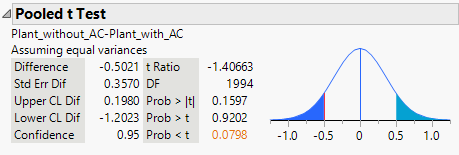 Pooled t Test
Plant_without_AC-Plant_with_AC
Assuming equal variances
Difference -0.5021 t Ratio -1.40663
Std Err Dif 0.3570 DF 1994
Upper CL Dif 0.1980 Prob > |t| 0.1597
Lower CL Dif -1.2023 Prob > t 0.9202
Confidence 0.95 Prob < t 0.0798
-1.0 -0.5 0.0 0.5 1.0